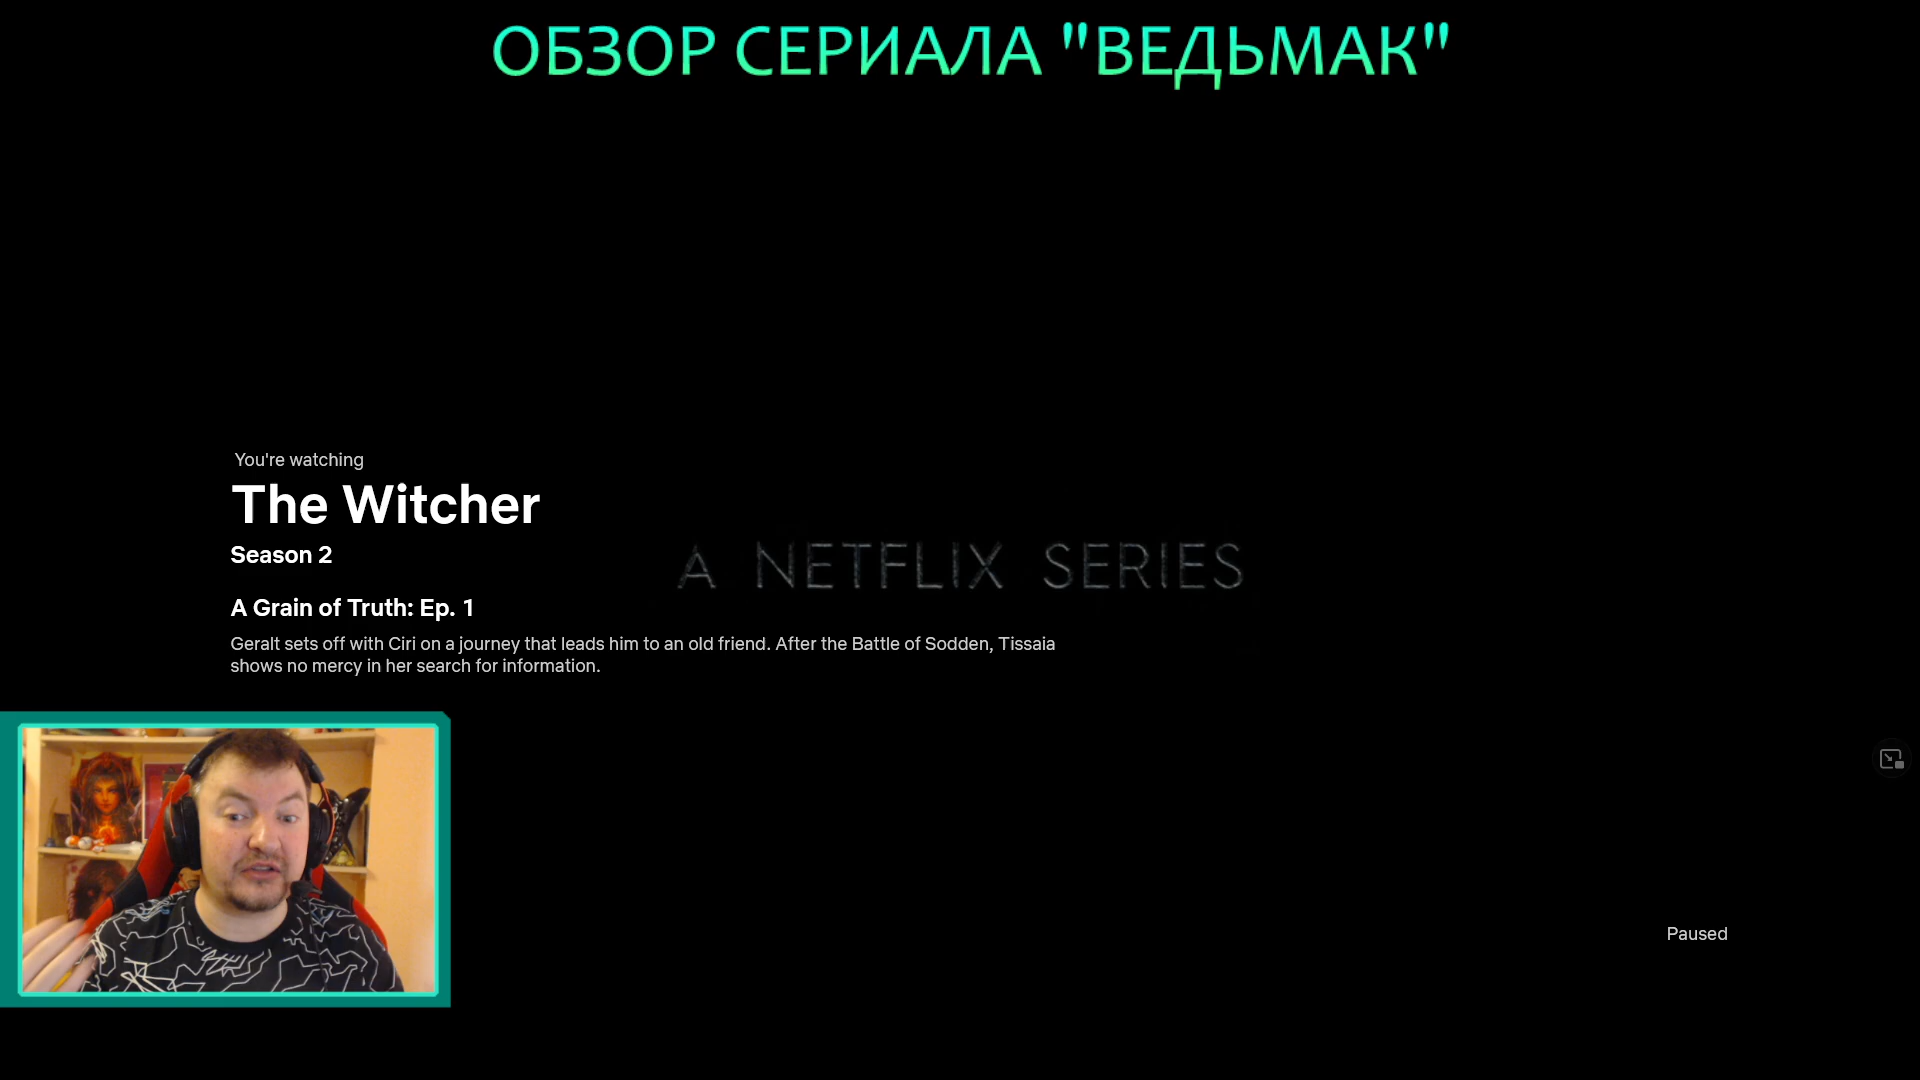 ОБЗОР СЕРИАЛА "ВЕДЬМАК"
You're watching
The Witcher
Season 2
A NETFLIX SERIES
A Grain of Truth: Ep. 1
Geralt sets off with Ciri on a journey that leads him to an old friend. After the Battle of Sodden, Tissaia
shows no mercy in her search for information.
Paused